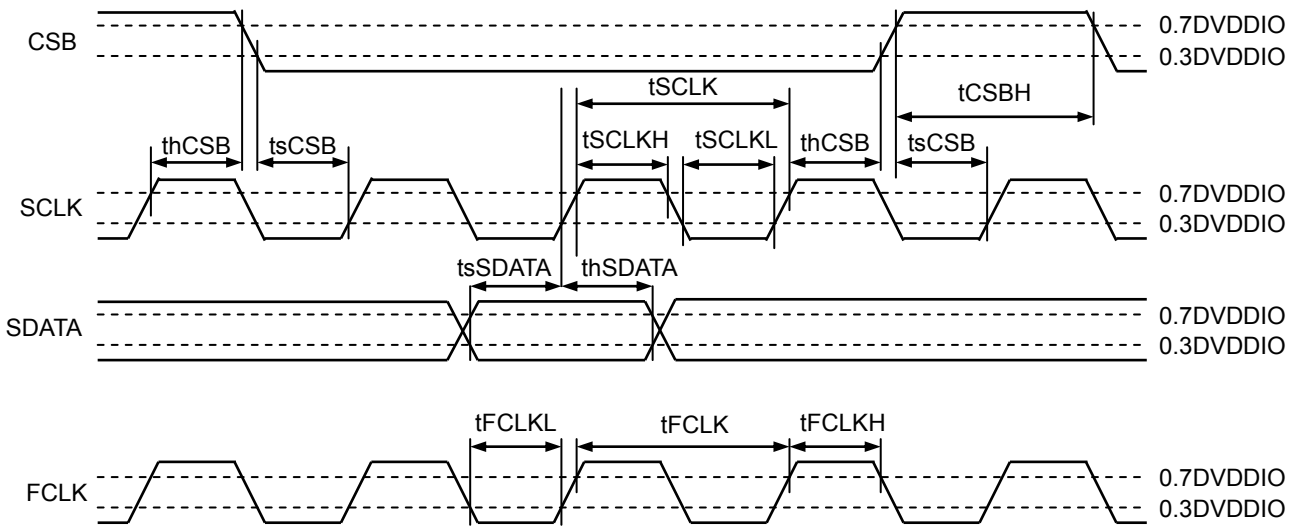 CSB
0.7DVDDIO
0.3DVDDIO
tSCLK
tCSBH
thCSB
tsCSB
tSCLKH
tSCLKL
thCSB
tsCSB
SCLK
0.7DVDDIO
0.3DVDDIO
tsSDATA
thSDATA
SDATA
0.7DVDDIO
0.3DVDDIO
tFCLKL
tFCLK
tFCLKH
FCLK
0.7DVDDIO
0.3DVDDIO